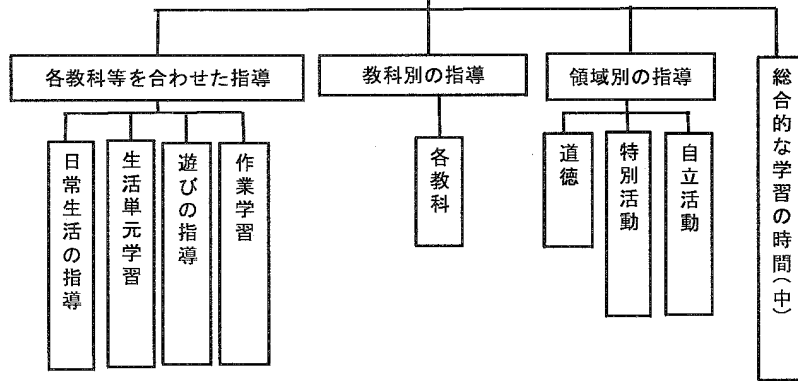 各教科等を合わせた指導
教科別の指導
領域別の指導
総合的な学習の時間(中)
日常生活の指導
生活単元学習
遊びの指導
作業学習
各教科
道徳
特別活動
自立活動